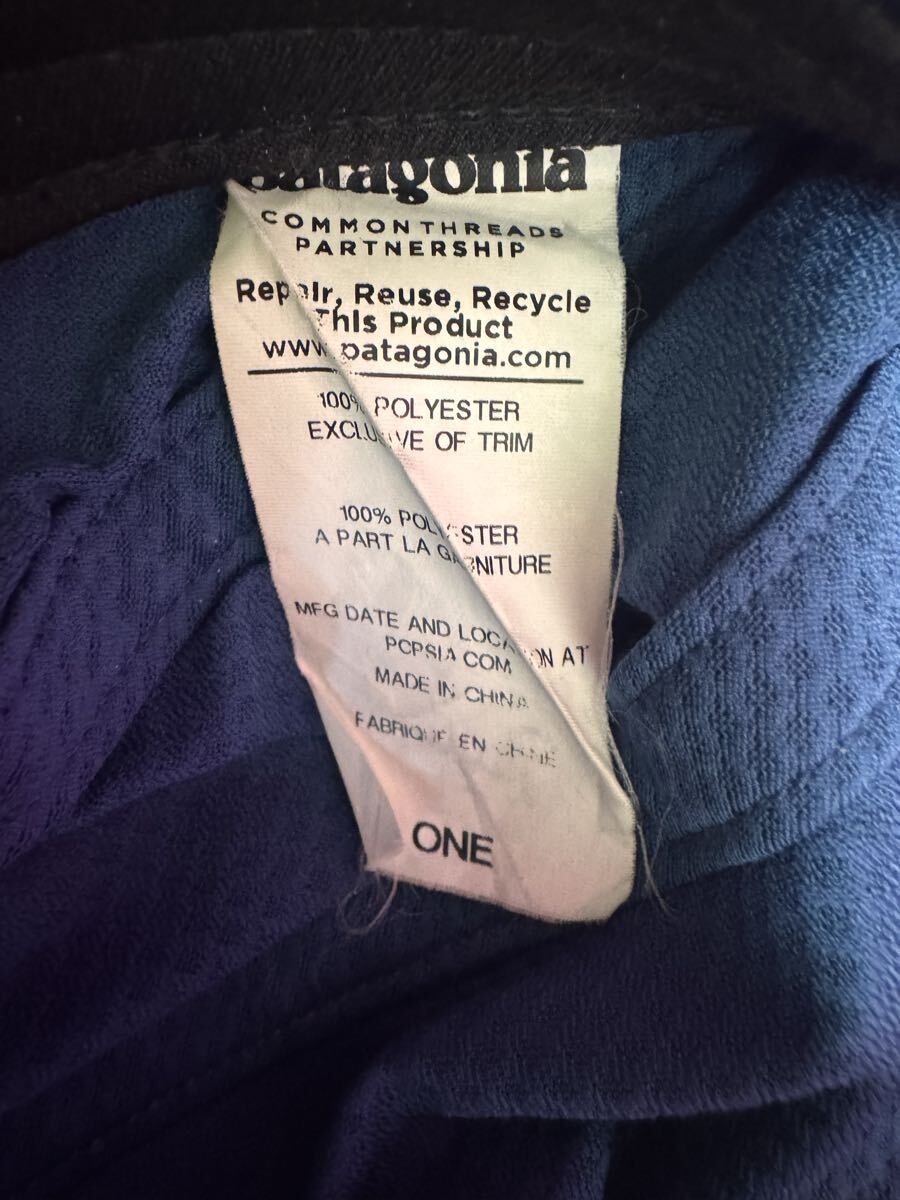 patagonia
COMMON THREADS
PARTNERSHIP
Repair, Reuse, Recycle
This Product
www.patagonia.com
100% POLYESTER
EXCLUSIVE OF TRIM
100% POLYESTER
A PART LA GARNITURE
MFG DATE AND LOCATION AT
PCPSIA COM
MADE IN CHINA
FABRIQUE EN CHINE
ONE